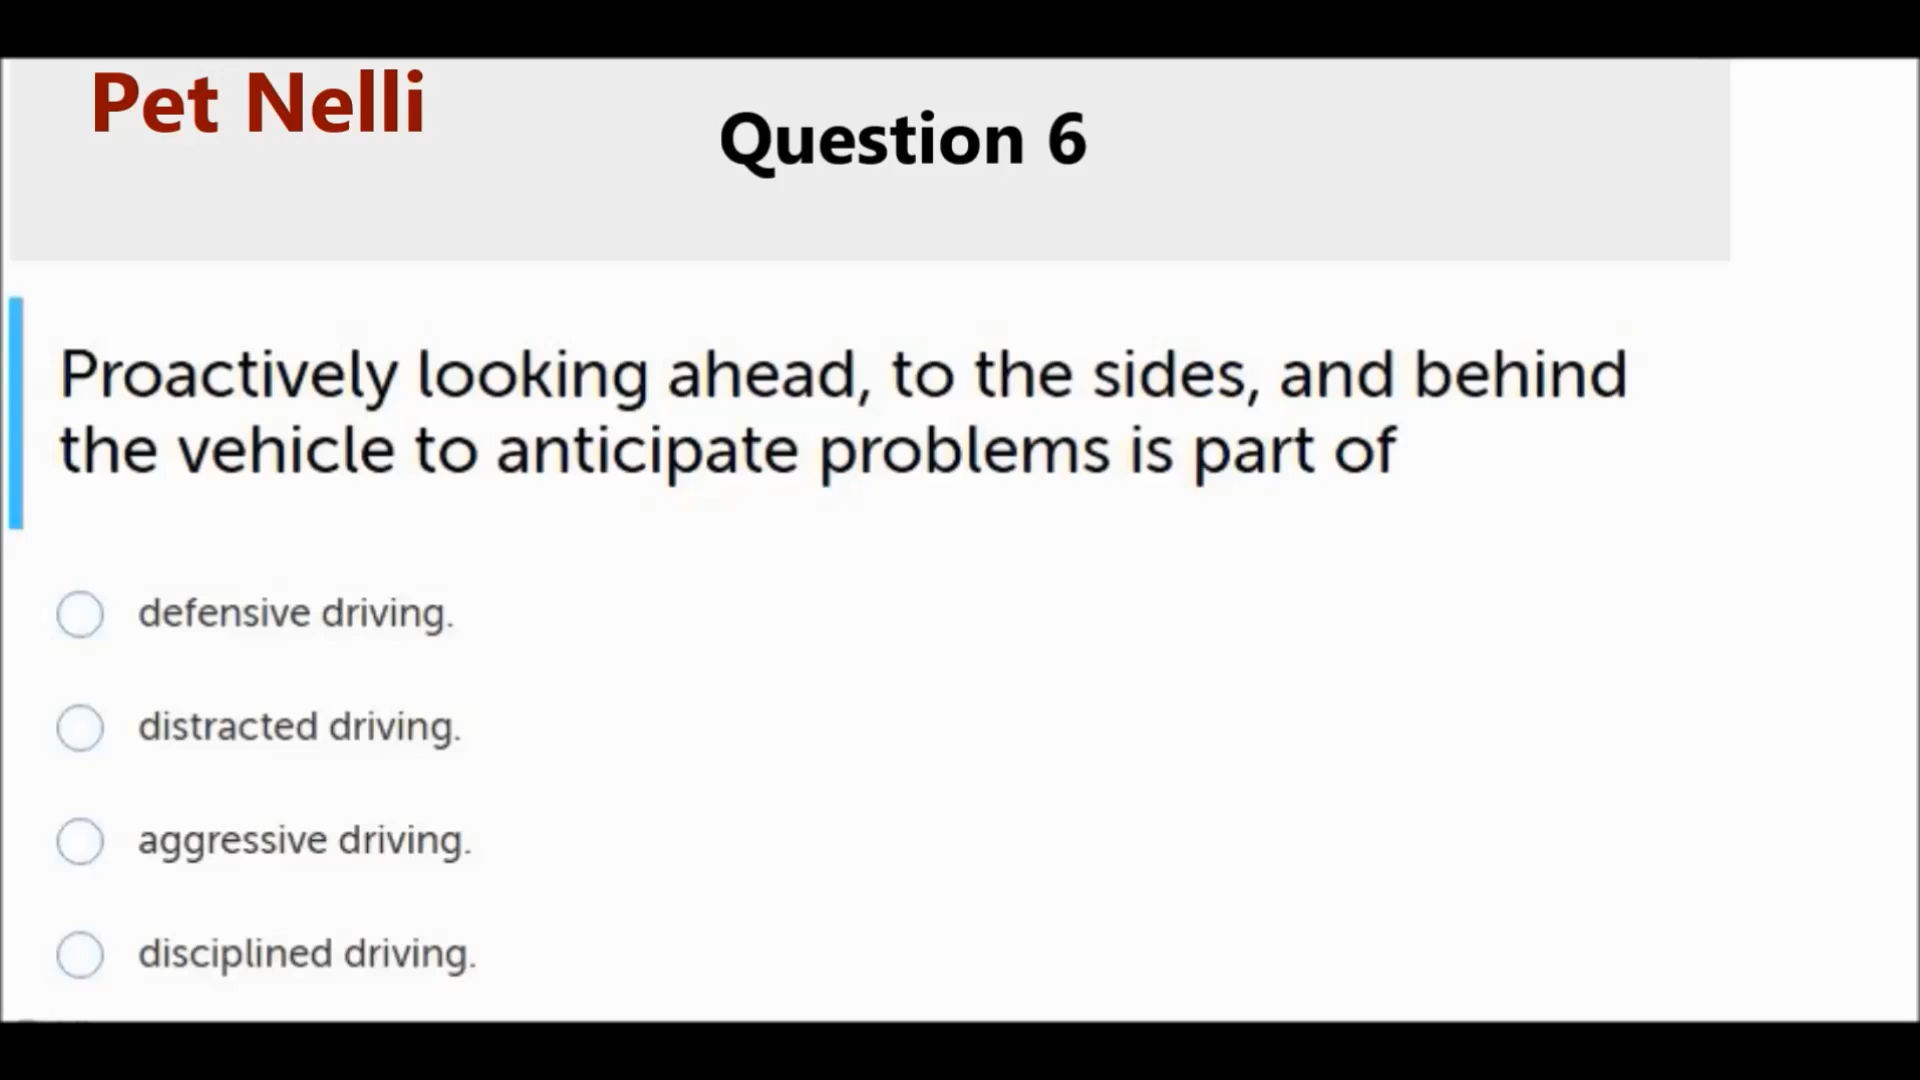 Pet Nelli
Question 6
Proactively looking ahead, to the sides, and behind
the vehicle to anticipate problems is part of
defensive driving.
distracted driving.
aggressive driving.
disciplined driving.